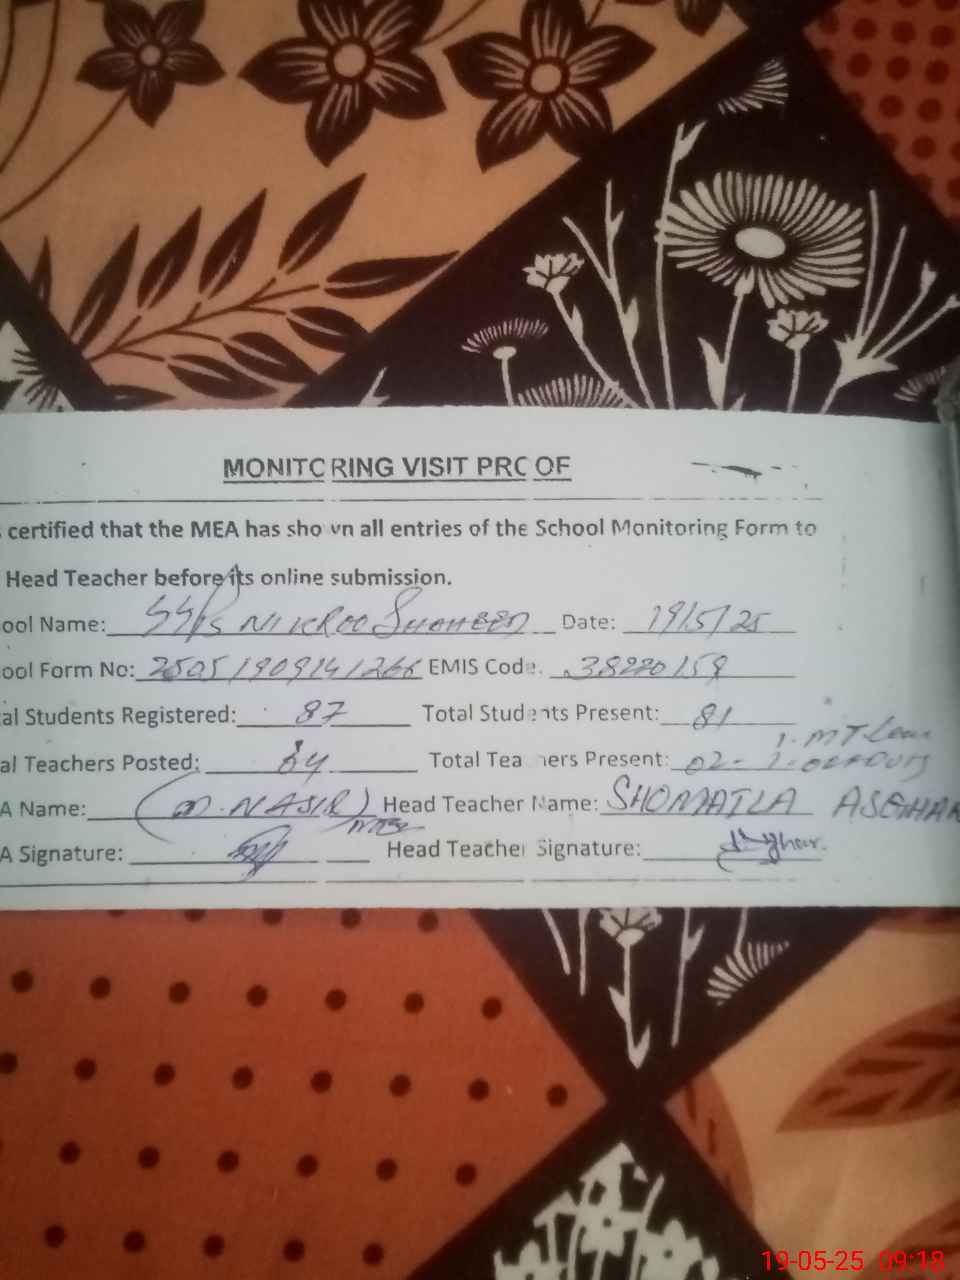 MONITORING VISIT PROOF
certified that the MEA has shown all entries of the School Monitoring Form to
Head Teacher before its online submission.
ool Name: NIKROO SHAHEED Date: 19/5/25
ool Form No: 2505190914 1266 EMIS Code. 38220159
al Students Registered: 87 Total Students Present: 81
al Teachers Posted: 04 Total Teachers Present: 02
A Name: (M. NASIR) Head Teacher Name: SHOMAILA ASGHAR
A Signature: Head Teacher Signature:
19-05-25 09:18